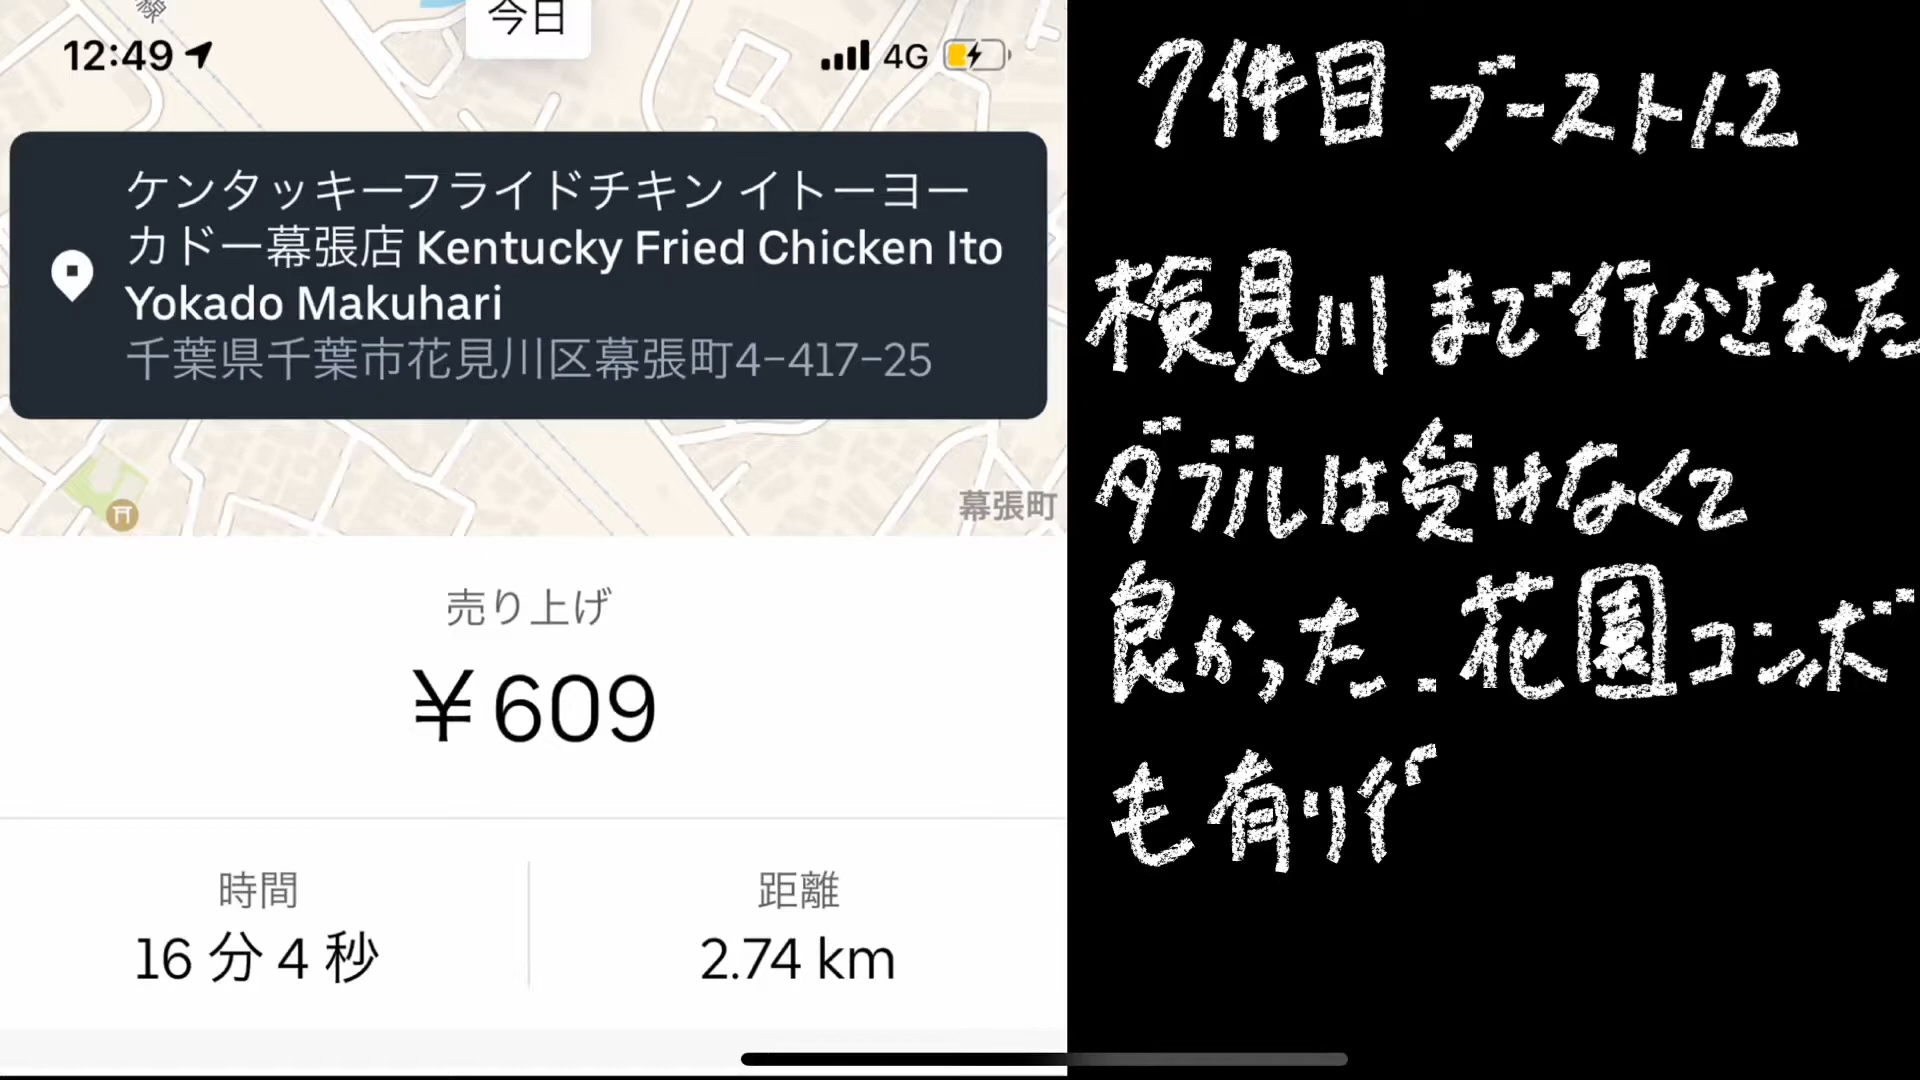 線
今日
12:49
4G
ケンタッキーフライドチキン イトーヨー
カドー幕張店 Kentucky Fried Chicken Ito
Yokado Makuhari
千葉県千葉市花見川区幕張町4-417-25
幕張町
売り上げ
¥609
時間
16 分 4 秒
距離
2.74 km
7件目 ブースト1.2
検見川まで行かされた
ダブルは受けなくて
良かった.花園コンボ
も有り得